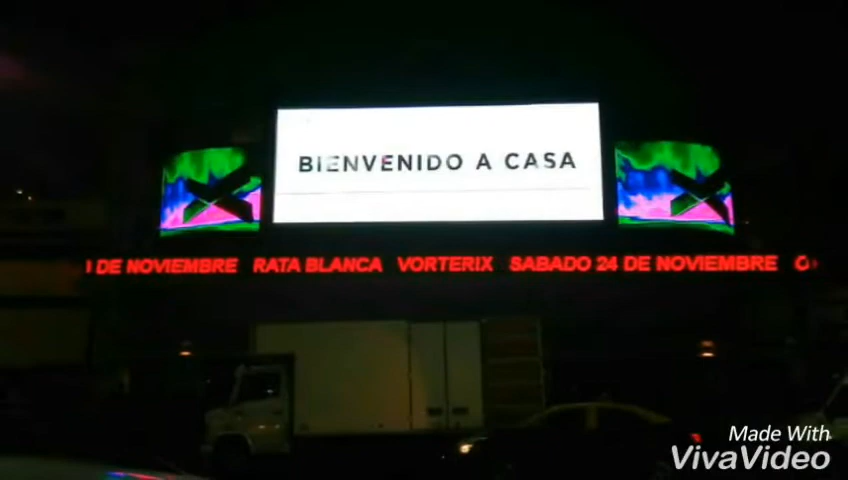 BIENVENIDO A CASA
DE NOVIEMBRE RATA BLANCA VORTERIX SABADO 24 DE NOVIEMBRE
Made With
VivaVideo